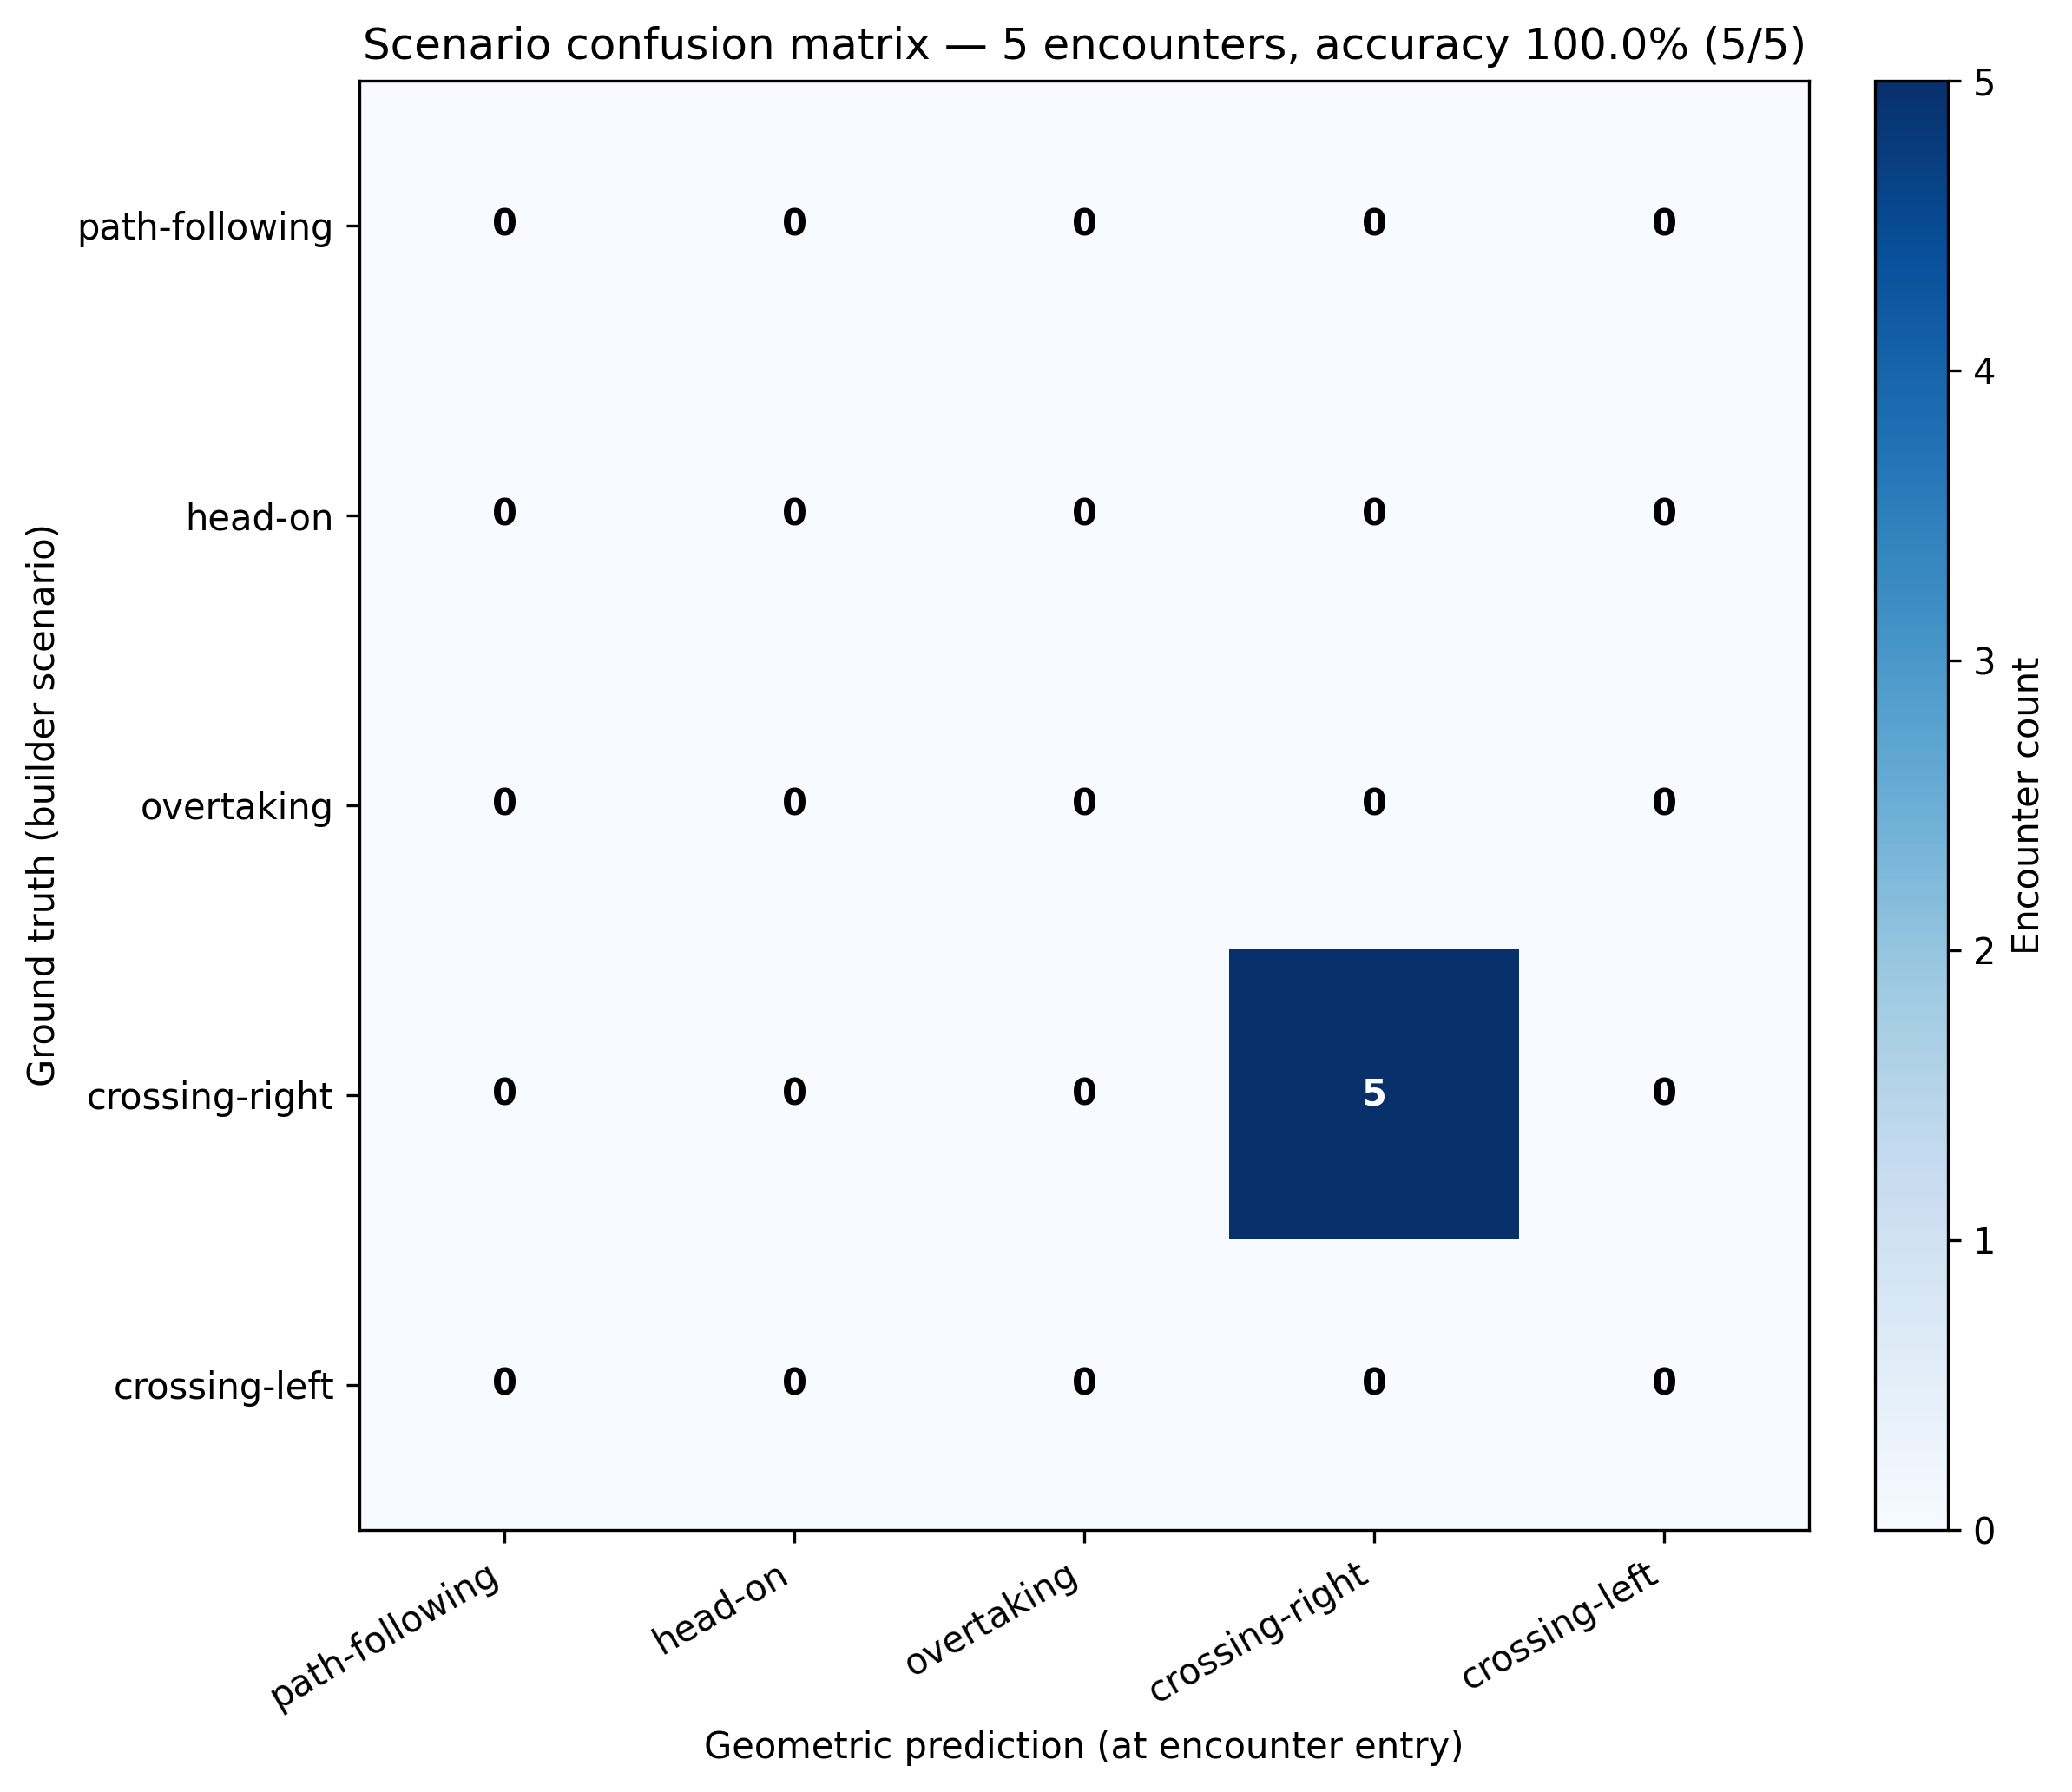 Scenario confusion matrix — 5 encounters, accuracy 100.0% (5/5)
path-following 0 0 0 0 0
head-on 0 0 0 0 0
overtaking 0 0 0 0 0
crossing-right 0 0 0 5 0
crossing-left 0 0 0 0 0
Ground truth (builder scenario)
path-following head-on overtaking crossing-right crossing-left
Geometric prediction (at encounter entry)
5
4
3
2
1
0
Encounter count